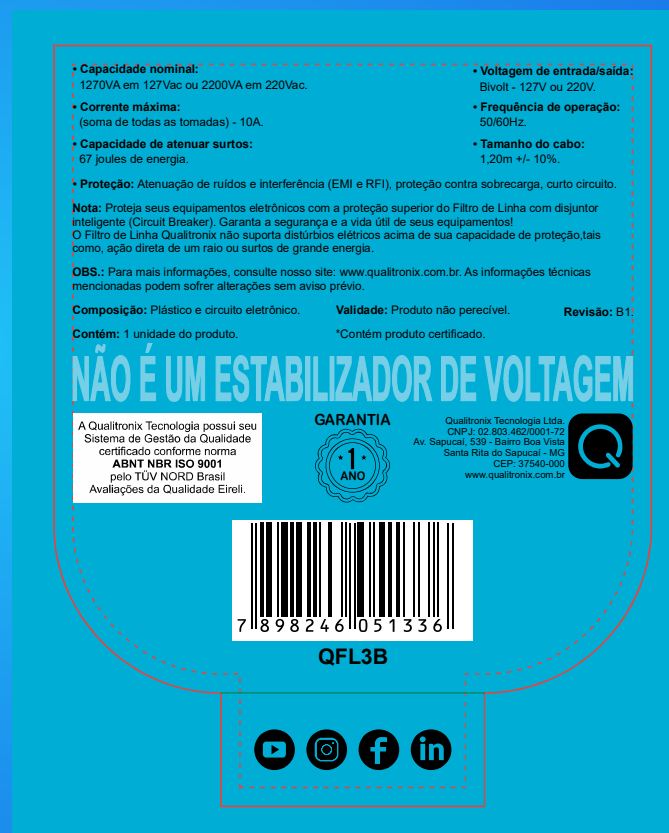 • Capacidade nominal:
1270VA em 127Vac ou 2200VA em 220Vac.
• Corrente máxima:
(soma de todas as tomadas) - 10A.
• Capacidade de atenuar surtos:
67 joules de energia.
• Voltagem de entrada/saída:
Bivolt - 127V ou 220V.
• Frequência de operação:
50/60Hz.
• Tamanho do cabo:
1,20m +/- 10%.
• Proteção: Atenuação de ruídos e interferência (EMI e RFI), proteção contra sobrecarga, curto circuito.
Nota: Proteja seus equipamentos eletrônicos com a proteção superior do Filtro de Linha com disjuntor
inteligente (Circuit Breaker). Garanta a segurança e a vida útil de seus equipamentos!
O Filtro de Linha Qualitronix não suporta distúrbios elétricos acima de sua capacidade de proteção,tais
como, ação direta de um raio ou surtos de grande energia.
OBS.: Para mais informações, consulte nosso site: www.qualitronix.com.br. As informações técnicas
mencionadas podem sofrer alterações sem aviso prévio.
Composição: Plástico e circuito eletrônico.
Validade: Produto não perecível.
Revisão: B1.
Contém: 1 unidade do produto.
*Contém produto certificado.
NÃO É UM ESTABILIZADOR DE VOLTAGEM
A Qualitronix Tecnologia possui seu
Sistema de Gestão da Qualidade
certificado conforme norma
ABNT NBR ISO 9001
pelo TÜV NORD Brasil
Avaliações da Qualidade Eireli.
GARANTIA
1
ANO
Qualitronix Tecnologia Ltda.
CNPJ: 02.803.462/0001-72
Av. Sapucaí, 539 - Bairro Boa Vista
Santa Rita do Sapucaí - MG
CEP: 37540-000
www.qualitronix.com.br
7 898246 051336
QFL3B